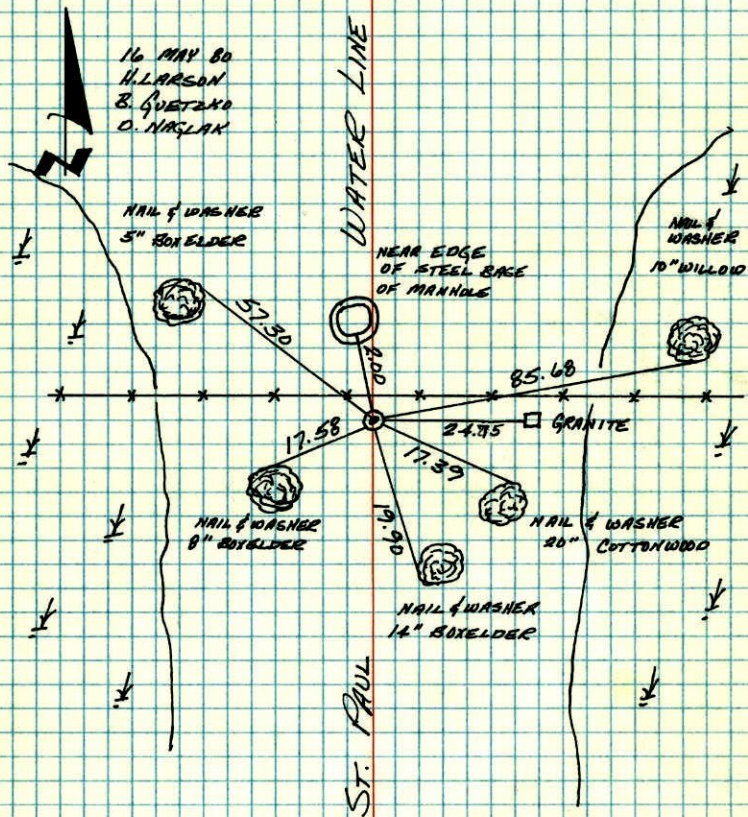 16 MAY 80
H. LARSON
B. GUETZKO
D. NAGLAK
N
ST. PAUL WATER LINE
NAIL & WASHER
5" BOXELDER
NEAR EDGE
OF STEEL BASE
OF MANHOLE
NAIL &
WASHER
10" WILLOW
57.30
2.00
85.68
17.58
24.95
GRANITE
17.39
19.90
NAIL & WASHER
8" BOXELDER
NAIL & WASHER
20" COTTONWOOD
NAIL & WASHER
14" BOXELDER